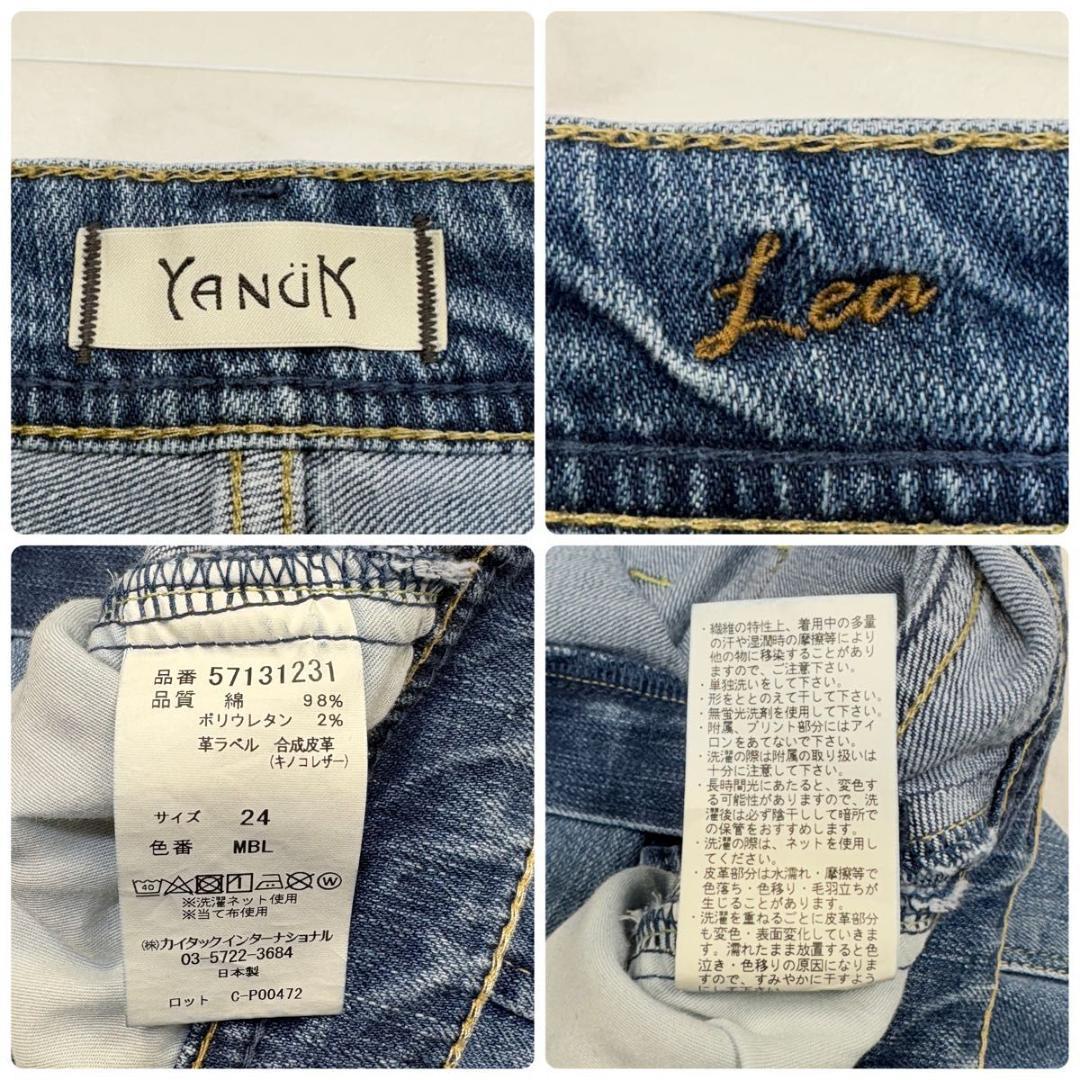 YANÜK
Lea
品番 57131231
品質 綿 98%
ポリウレタン 2%
革ラベル 合成皮革
(キノコレザー)
サイズ 24
色番 MBL
40 W
※洗濯ネット使用
※当て布使用
㈱カイタックインターナショナル
03-5722-3684
日本製
ロット C-P00472
・繊維の特性上、着用中の多量
の汗や湿潤時の摩擦等により
他の物に移染することがあり
ますので、ご注意下さい。
・単独洗いをして下さい。
・形をととのえて干して下さい。
・無蛍光洗剤を使用して下さい。
・附属、プリント部分にはアイ
ロンをあてないで下さい。
・洗濯の際は附属の取り扱いは
十分に注意して下さい。
・長時間光にあたると、変色す
る可能性がありますので、洗
濯後は必ず陰干しして暗所で
の保管をおすすめします。
・洗濯の際は、ネットを使用し
てください。
・皮革部分は水濡れ・摩擦等で
色落ち・色移り・毛羽立ちが
生じることがあります。
・洗濯を重ねるごとに皮革部分
も変色・表面変化していきま
す。濡れたまま放置すると色
泣き・色移りの原因になりま
すので、すみやかに干すよう
にして下さい。